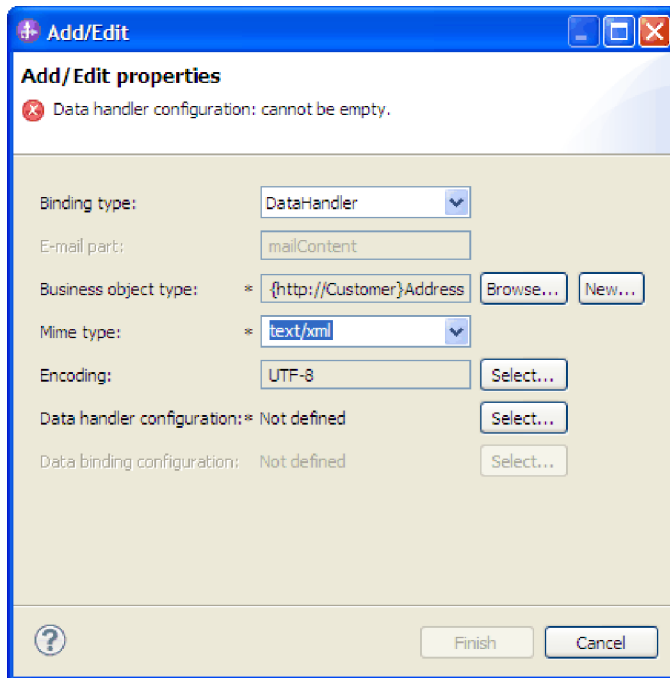 Add/Edit
Add/Edit properties
Data handler configuration: cannot be empty.
Binding type: DataHandler
E-mail part: mailContent
Business object type: * {http://Customer}Address Browse... New...
Mime type: * text/xml
Encoding: UTF-8 Select...
Data handler configuration:* Not defined Select...
Data binding configuration: Not defined Select...
? Finish Cancel